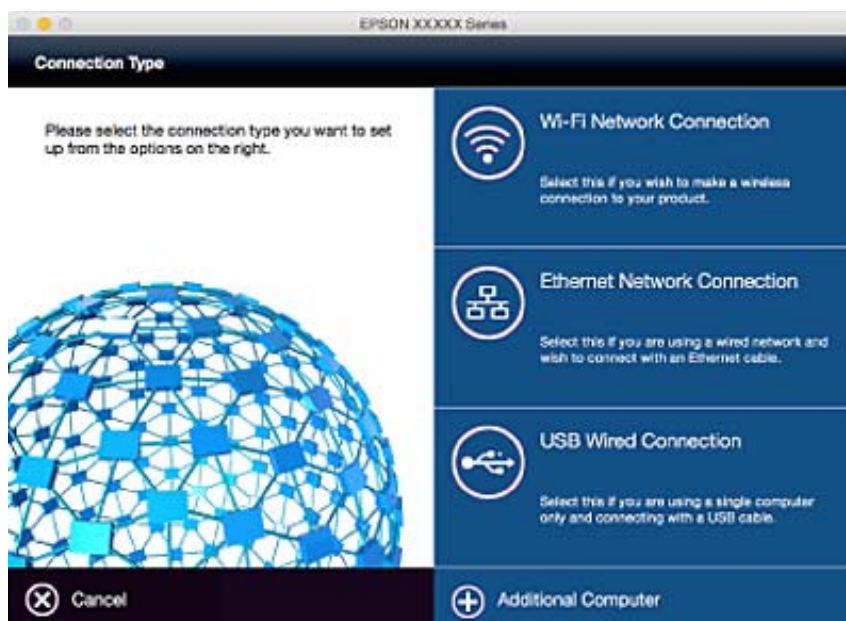 EPSON XXXXX Series
Connection Type
Please select the connection type you want to set
up from the options on the right.
Wi-Fi Network Connection
Select this if you wish to make a wireless
connection to your product.
Ethernet Network Connection
Select this if you are using a wired network and
wish to connect with an Ethernet cable.
USB Wired Connection
Select this if you are using a single computer
only and connecting with a USB cable.
Cancel
Additional Computer